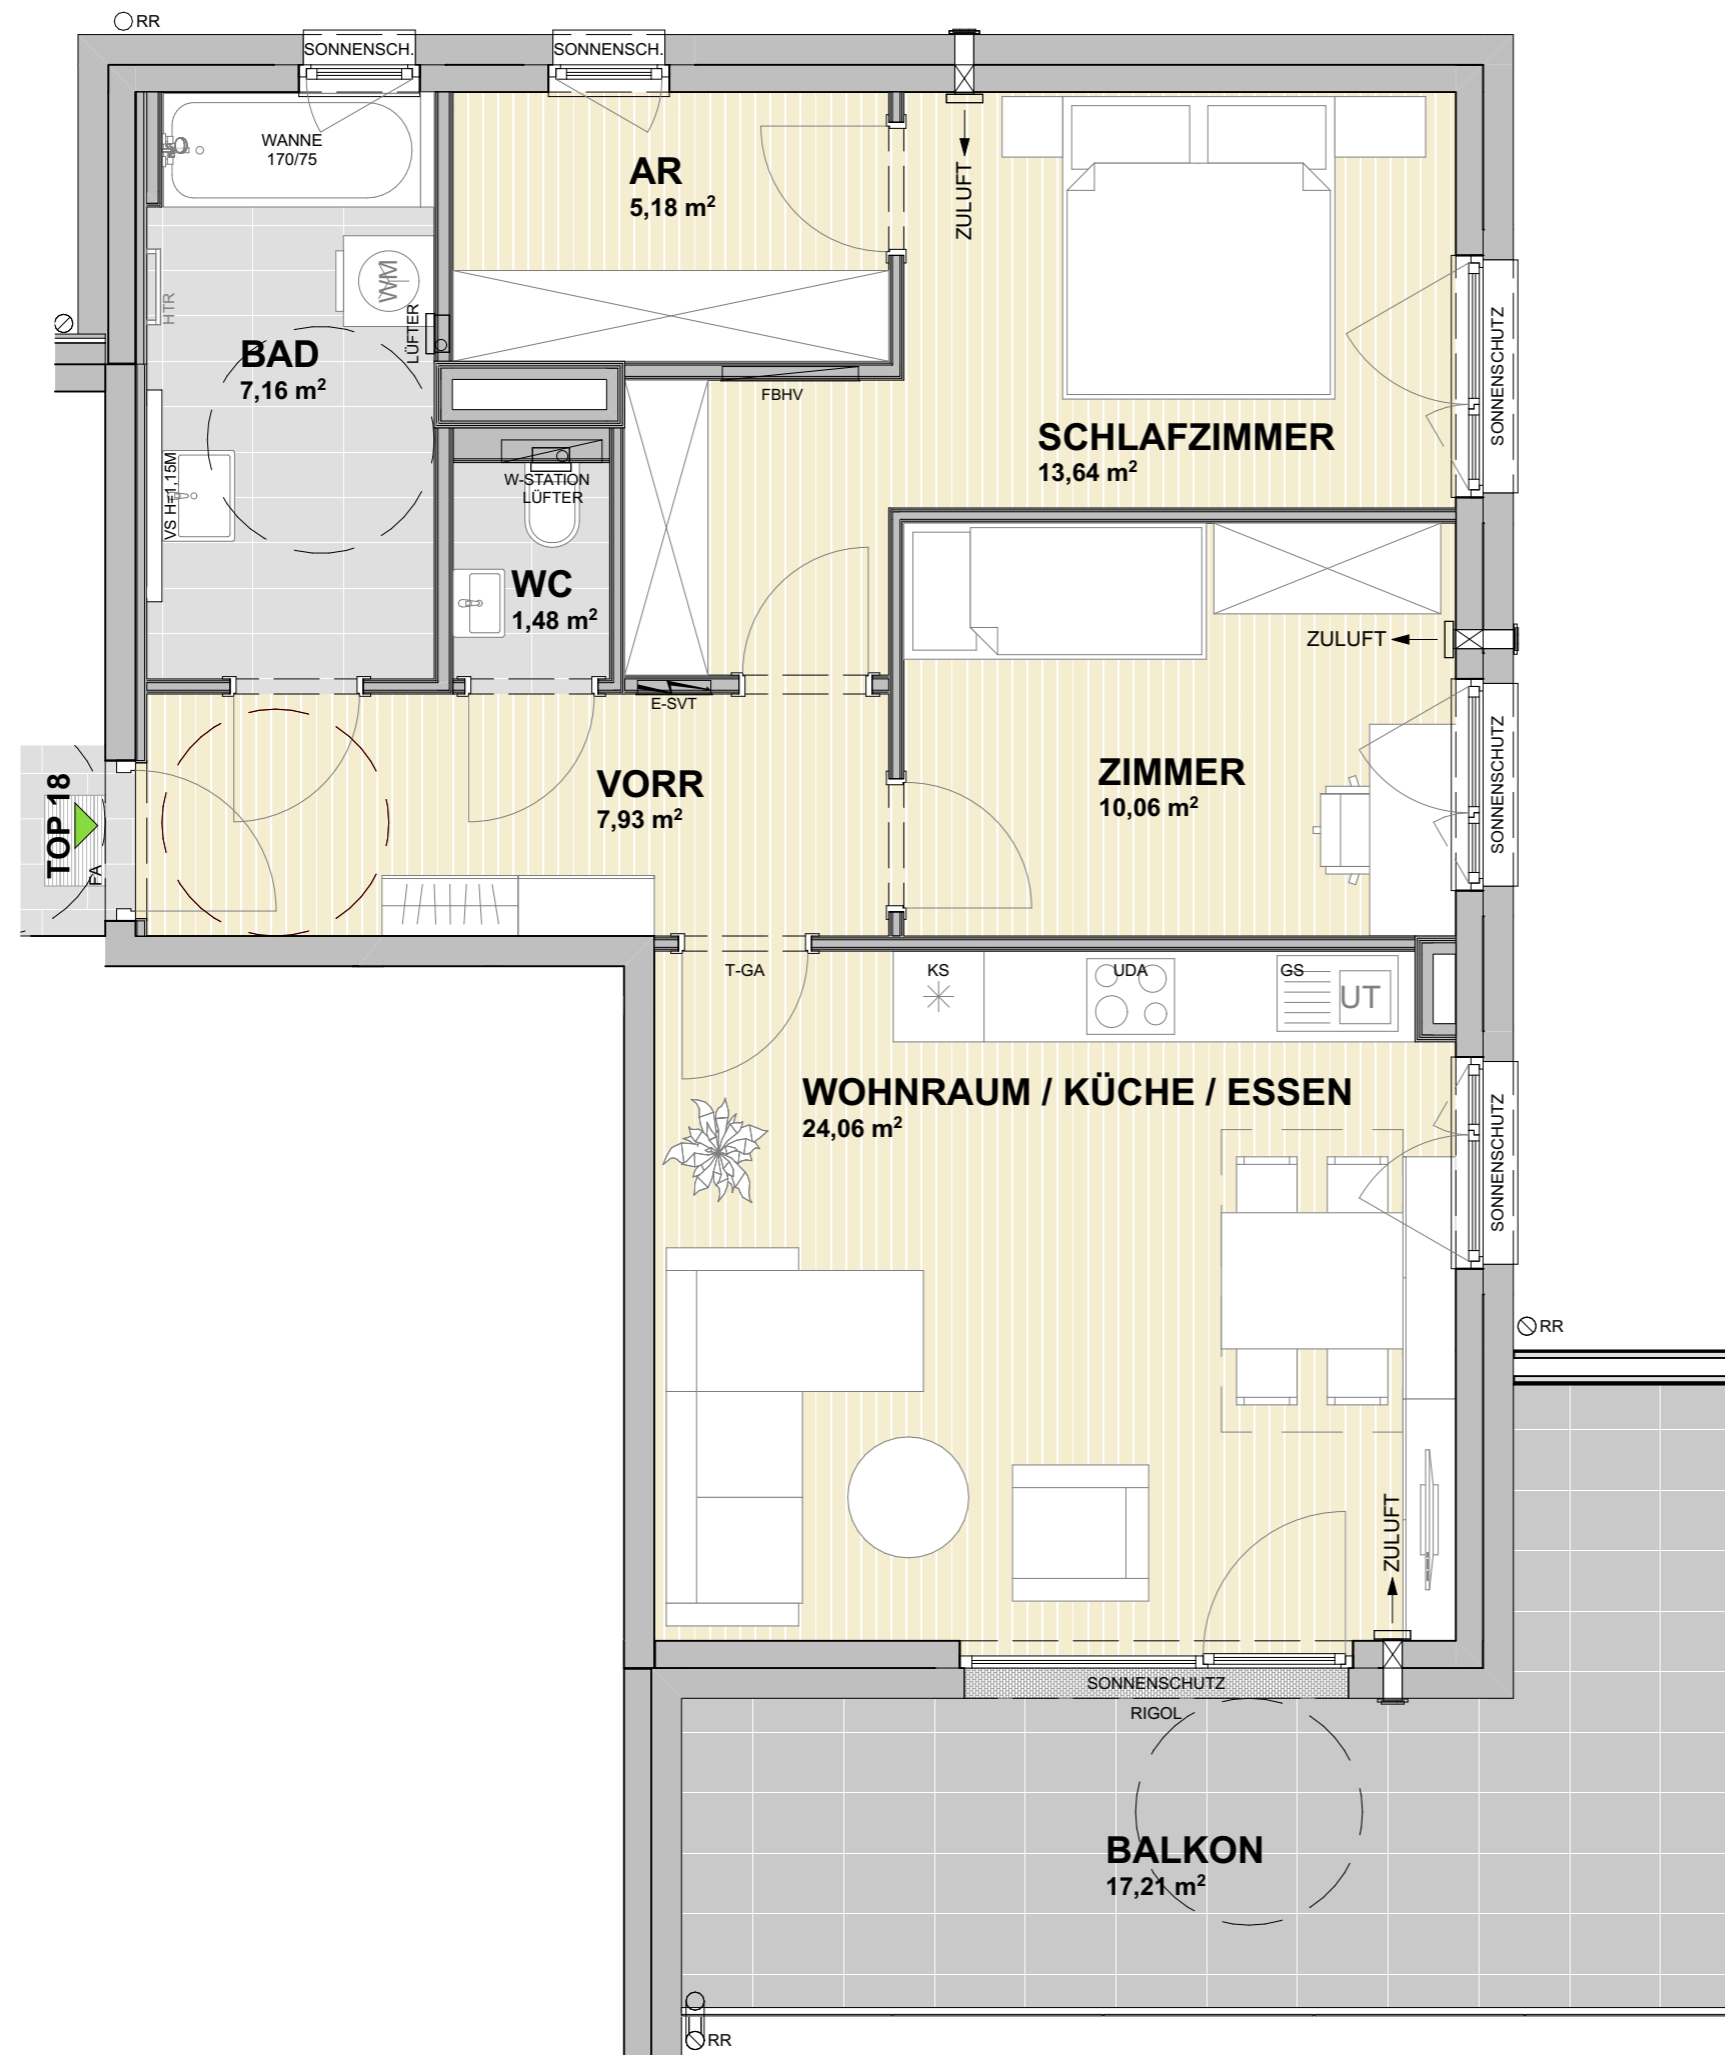 RR
SONNENSCH.
SONNENSCH.
WANNE
170/75
AR
5,18 m²
ZULUFT
HTR
WM
LÜFTER
BAD
7,16 m²
FBHV
SCHLAFZIMMER
13,64 m²
SONNENSCHUTZ
VS H=1,15M
W-STATION
LÜFTER
WC
1,48 m²
ZULUFT
E-SVT
VORR
7,93 m²
ZIMMER
10,06 m²
SONNENSCHUTZ
TOP 18
FA
T-GA
KS
UDA
GS
UT
WOHNRAUM / KÜCHE / ESSEN
24,06 m²
SONNENSCHUTZ
RR
ZULUFT
SONNENSCHUTZ
RIGOL
BALKON
17,21 m²
RR